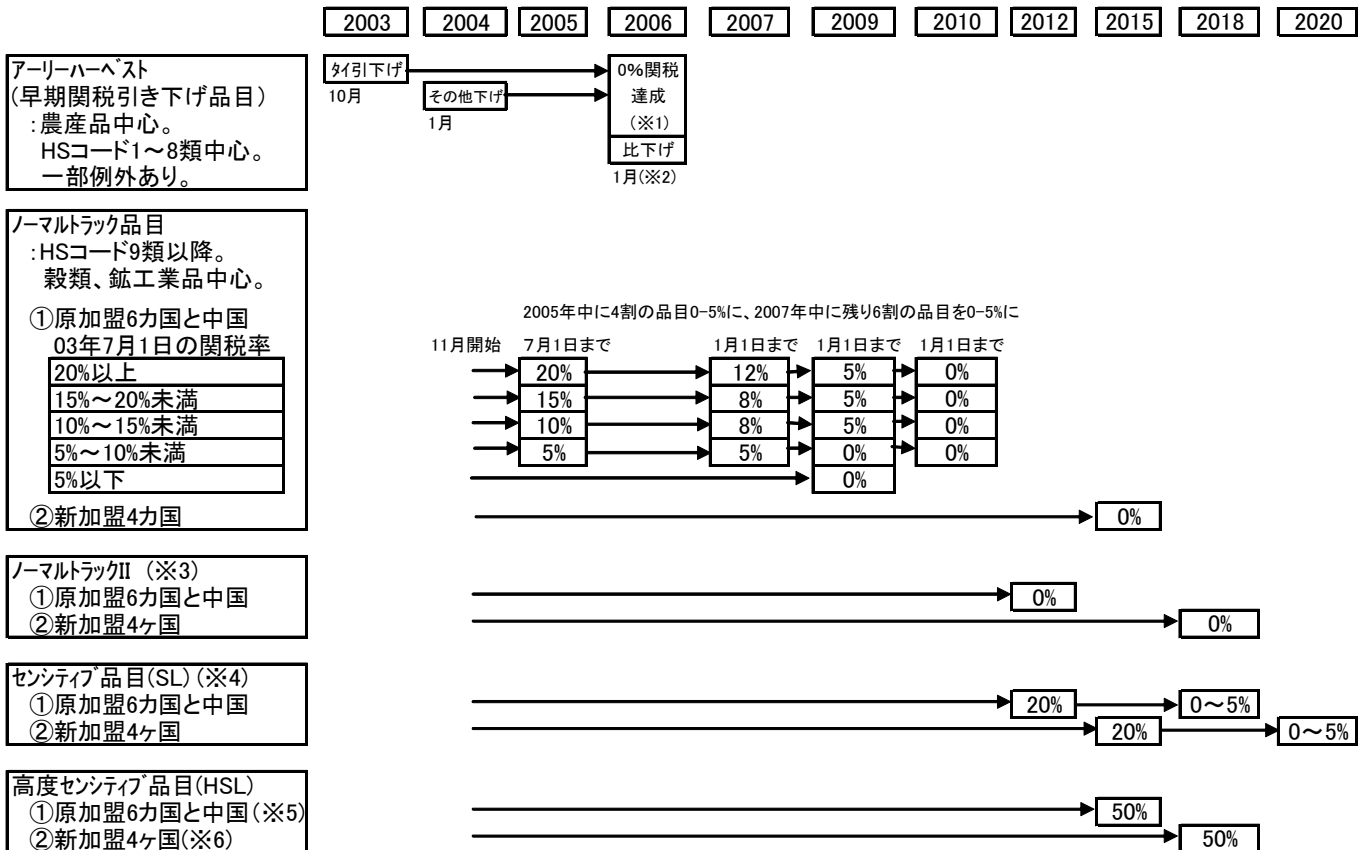 2003 2004 2005 2006 2007 2009 2010 2012 2015 2018 2020
アーリーハーベスト
(早期関税引き下げ品目)
:農産品中心。
HSコード1～8類中心。
一部例外あり。
タイ引下げ
10月
その他下げ
1月
0%関税
達成
(※1)
比下げ
1月(※2)
ノーマルトラック品目
:HSコード9類以降。
穀類、鉱工業品中心。
①原加盟6カ国と中国
03年7月1日の関税率
2005年中に4割の品目0-5%に、2007年中に残り6割の品目を0-5%に
11月開始 7月1日まで 1月1日まで 1月1日まで 1月1日まで
20%以上 20% 12% 5% 0%
15%～20%未満 15% 8% 5% 0%
10%～15%未満 10% 8% 5% 0%
5%～10%未満 5% 5% 0% 0%
5%以下 0%
②新加盟4カ国 0%
ノーマルトラックII (※3)
①原加盟6カ国と中国 0%
②新加盟4ヶ国 0%
センシティブ品目(SL)(※4)
①原加盟6カ国と中国 20% 0～5%
②新加盟4ヶ国 20% 0～5%
高度センシティブ品目(HSL)
①原加盟6カ国と中国(※5) 50%
②新加盟4ヶ国(※6) 50%